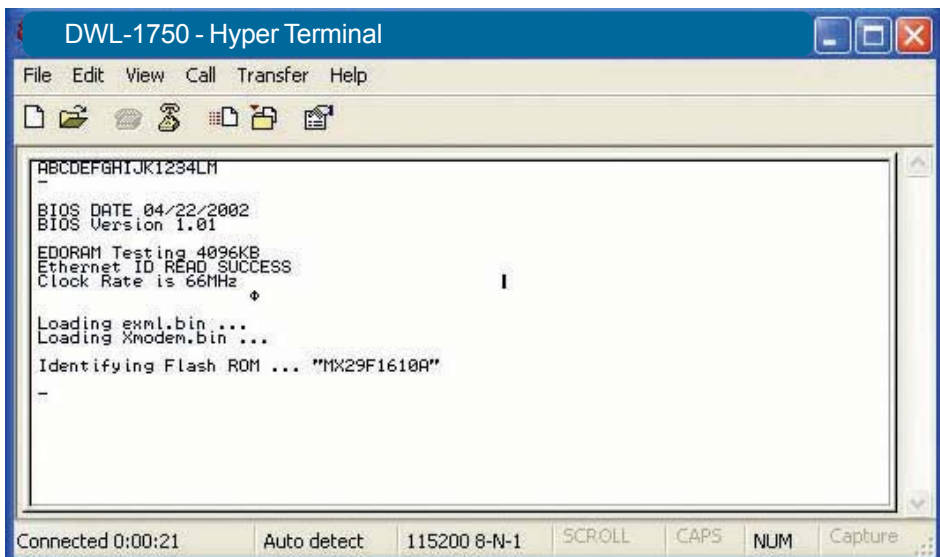 DWL-1750 - Hyper Terminal
File Edit View Call Transfer Help
ABCDEFGHIJK1234LM
BIOS DATE 04/22/2002
BIOS Version 1.01
EDORAM Testing 4096KB
Ethernet ID READ SUCCESS
Clock Rate is 66MHz
Φ
Loading exml.bin ...
Loading Xmodem.bin ...
Identifying Flash ROM ... "MX29F1610A"
Connected 0:00:21 Auto detect 115200 8-N-1 SCROLL CAPS NUM Capture